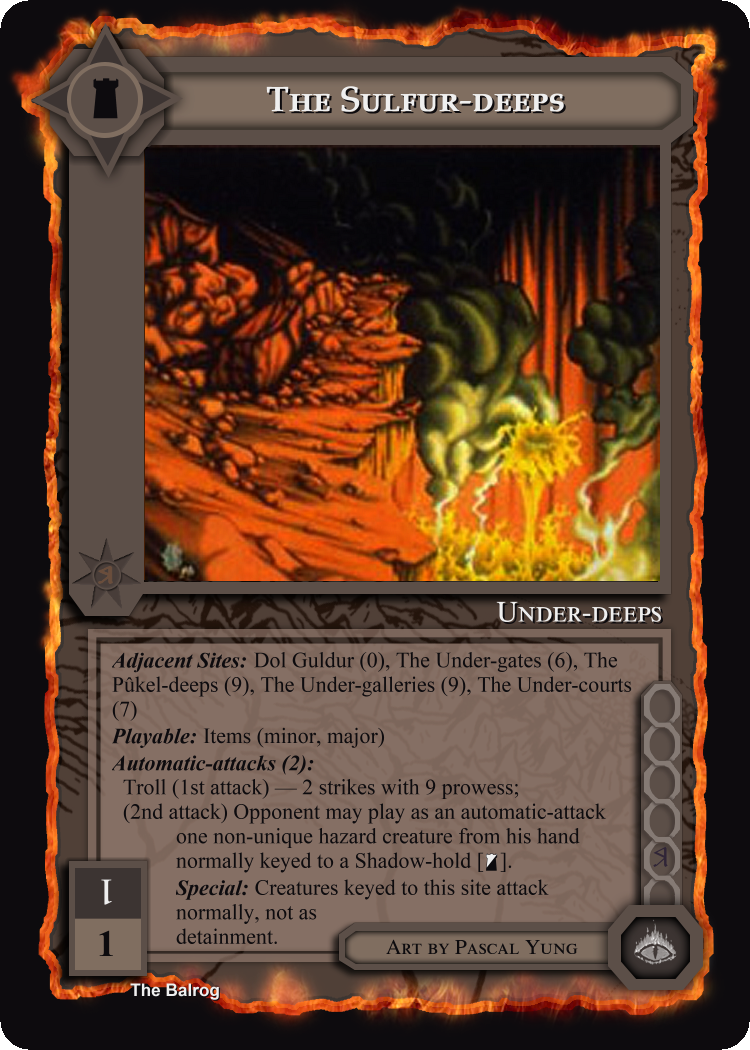 The Sulfur-deeps
Under-deeps
Adjacent Sites: Dol Guldur (0), The Under-gates (6), The
Pûkel-deeps (9), The Under-galleries (9), The Under-courts
(7)
Playable: Items (minor, major)
Automatic-attacks (2):
Troll (1st attack) — 2 strikes with 9 prowess;
(2nd attack) Opponent may play as an automatic-attack
one non-unique hazard creature from his hand
normally keyed to a Shadow-hold [ ].
Special: Creatures keyed to this site attack
normally, not as
detainment.
1
1
Art by Pascal Yung
The Balrog